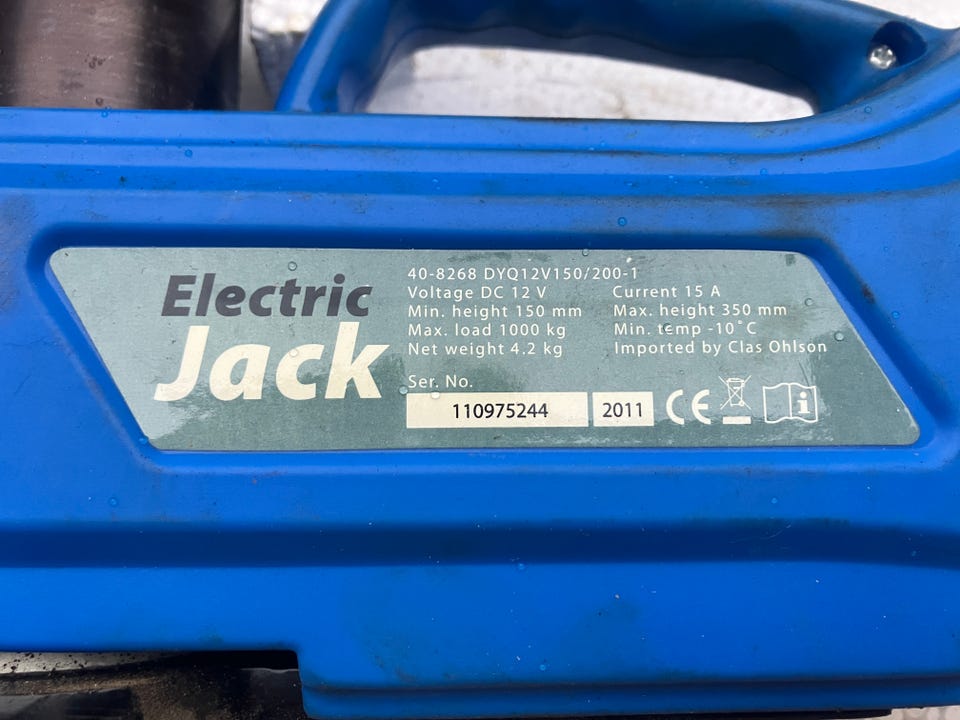 Electric
Jack
40-8268 DYQ12V150/200-1
Voltage DC 12 V Current 15 A
Min. height 150 mm Max. height 350 mm
Max. load 1000 kg Min. temp -10˚C
Net weight 4.2 kg Imported by Clas Ohlson
Ser. No.
110975244 2011 CE i